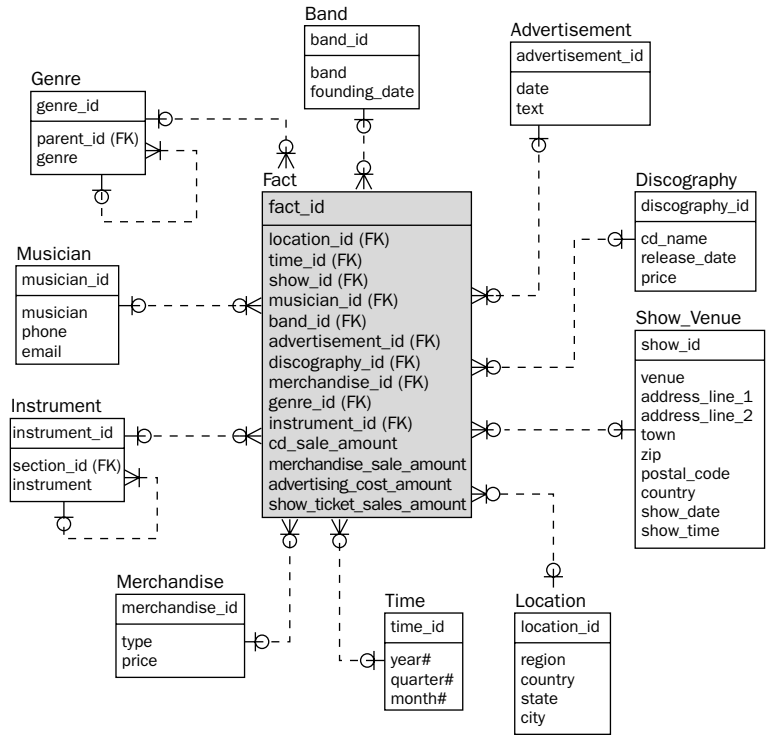 Band
band_id
band
founding_date
Advertisement
advertisement_id
date
text
Genre
genre_id
parent_id (FK)
genre
Fact
fact_id
location_id (FK)
time_id (FK)
show_id (FK)
musician_id (FK)
band_id (FK)
advertisement_id (FK)
discography_id (FK)
merchandise_id (FK)
genre_id (FK)
instrument_id (FK)
cd_sale_amount
merchandise_sale_amount
advertising_cost_amount
show_ticket_sales_amount
Discography
discography_id
cd_name
release_date
price
Musician
musician_id
musician
phone
email
Show_Venue
show_id
venue
address_line_1
address_line_2
town
zip
postal_code
country
show_date
show_time
Instrument
instrument_id
section_id (FK)
instrument
Merchandise
merchandise_id
type
price
Time
time_id
year#
quarter#
month#
Location
location_id
region
country
state
city